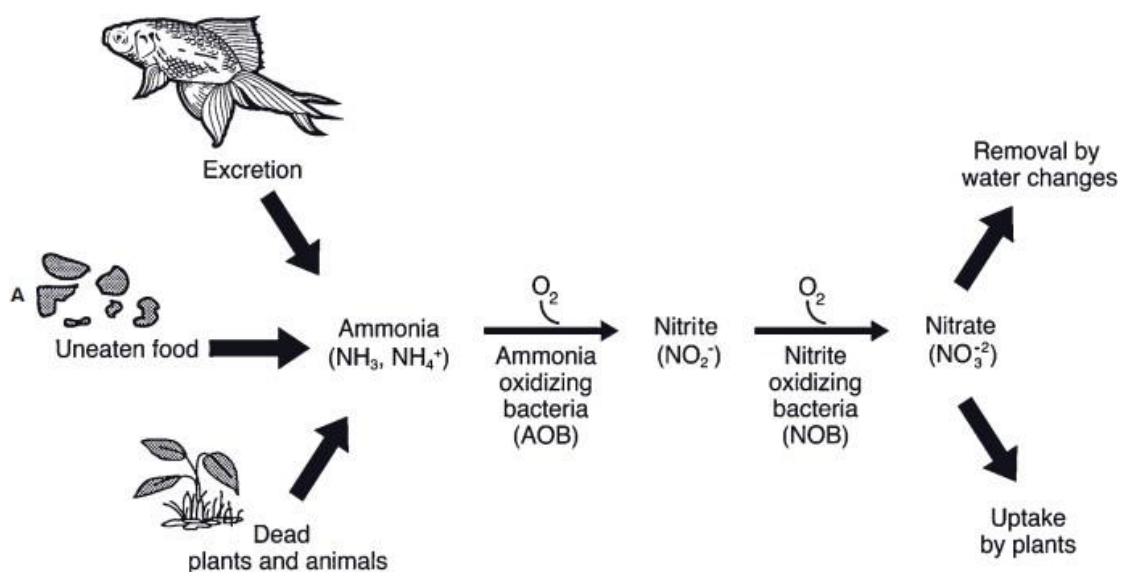 Excretion
Removal by
water changes
A
Uneaten food
Ammonia
(NH₃, NH₄⁺)
O₂
Ammonia
oxidizing
bacteria
(AOB)
Nitrite
(NO₂⁻)
O₂
Nitrite
oxidizing
bacteria
(NOB)
Nitrate
(NO₃⁻²)
Dead
plants and animals
Uptake
by plants